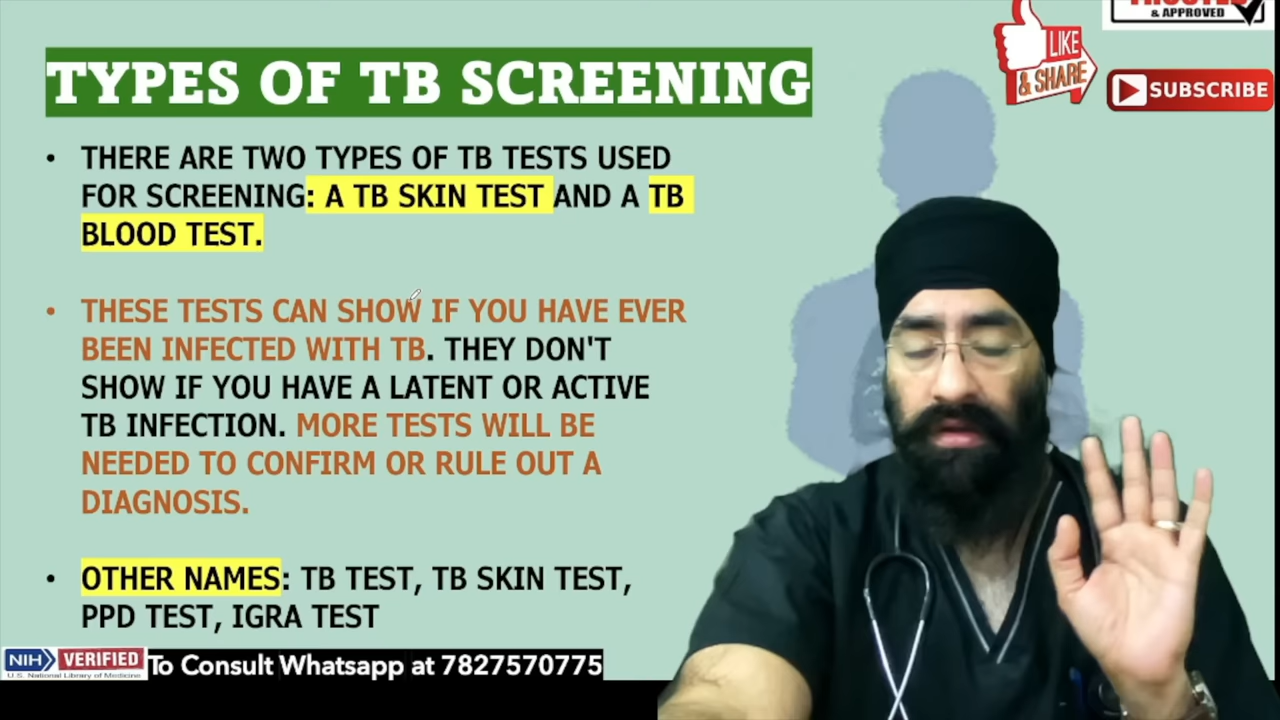 & APPROVED
LIKE
& SHARE
SUBSCRIBE
TYPES OF TB SCREENING
• THERE ARE TWO TYPES OF TB TESTS USED
FOR SCREENING: A TB SKIN TEST AND A TB
BLOOD TEST.
• THESE TESTS CAN SHOW IF YOU HAVE EVER
BEEN INFECTED WITH TB. THEY DON'T
SHOW IF YOU HAVE A LATENT OR ACTIVE
TB INFECTION. MORE TESTS WILL BE
NEEDED TO CONFIRM OR RULE OUT A
DIAGNOSIS.
• OTHER NAMES: TB TEST, TB SKIN TEST,
PPD TEST, IGRA TEST
NIH VERIFIED
U.S. National Library of Medicine
To Consult Whatsapp at 7827570775